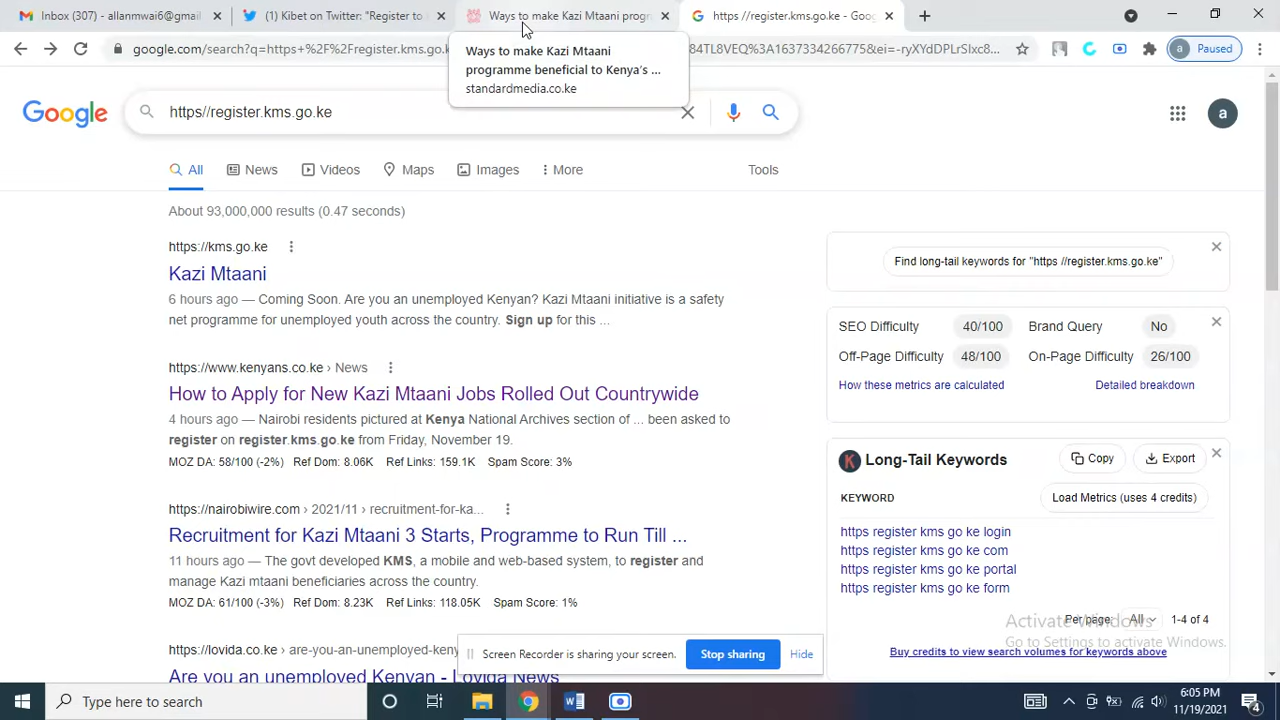 Inbox (307) - allanmwai6@gmail
(1) Kibet on Twitter: "Register to
Ways to make Kazi Mtaani progr
https //register.kms.go.ke - Goo
google.com/search?q=https+%2F%2Fregister.kms.go.k
84TL8VEQ%3A1637334266775&ei=-ryXYdDPLrSIxc8...
Paused
Ways to make Kazi Mtaani
programme beneficial to Kenya's ...
standardmedia.co.ke
Google
https//register.kms.go.ke
a
All
News
Videos
Maps
Images
More
Tools
About 93,000,000 results (0.47 seconds)
https://kms.go.ke
Kazi Mtaani
6 hours ago — Coming Soon. Are you an unemployed Kenyan? Kazi Mtaani initiative is a safety
net programme for unemployed youth across the country. Sign up for this ...
https://www.kenyans.co.ke › News
How to Apply for New Kazi Mtaani Jobs Rolled Out Countrywide
4 hours ago — Nairobi residents pictured at Kenya National Archives section of ... been asked to
register on register.kms.go.ke from Friday, November 19.
MOZ DA: 58/100 (-2%) Ref Dom: 8.06K Ref Links: 159.1K Spam Score: 3%
https://nairobiwire.com › 2021/11 › recruitment-for-ka...
Recruitment for Kazi Mtaani 3 Starts, Programme to Run Till ...
11 hours ago — The govt developed KMS, a mobile and web-based system, to register and
manage Kazi mtaani beneficiaries across the country.
MOZ DA: 61/100 (-3%) Ref Dom: 8.23K Ref Links: 118.05K Spam Score: 1%
https://lovida.co.ke › are-you-an-unemployed-keny
Are you an unemployed Kenyan - Lovida News
Find long-tail keywords for "https //register.kms.go.ke"
SEO Difficulty 40/100 Brand Query No
Off-Page Difficulty 48/100 On-Page Difficulty 26/100
How these metrics are calculated Detailed breakdown
K Long-Tail Keywords Copy Export
KEYWORD Load Metrics (uses 4 credits)
https register kms go ke login
https register kms go ke com
https register kms go ke portal
https register kms go ke form
Per page: All 1-4 of 4
Buy credits to view search volumes for keywords above
Activate Windows
Go to Settings to activate Windows.
Screen Recorder is sharing your screen. Stop sharing Hide
Type here to search
6:05 PM
11/19/2021
4